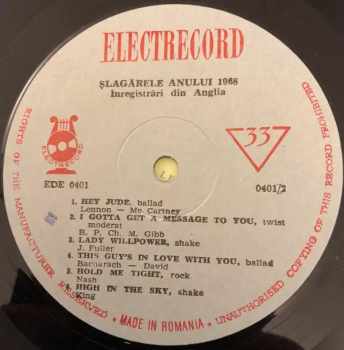 ELECTRECORD
ŞLAGĂRELE ANULUI 1968
Inregistrări din Anglia
ELECTRECORD
33
EDE 0401
0401/2
1. HEY JUDE, ballad
Lennon - Mc Cartney
2. I GOTTA GET A MESSAGE TO YOU, twist
moderat
B. P. Ch. M. Gibb
3. LADY WILLPOWER, shake
J. Fuller
4. THIS GUY'S IN LOVE WITH YOU, ballad
Bacharach - David
5. HOLD ME TIGHT, rock
Nash
6. HIGH IN THE SKY, shake
King
RIGHTS OF THE MANUFACTURER RESERVED
★ MADE IN ROMANIA ★
UNAUTHORISED COPYING OF THIS RECORD PROHIBITED